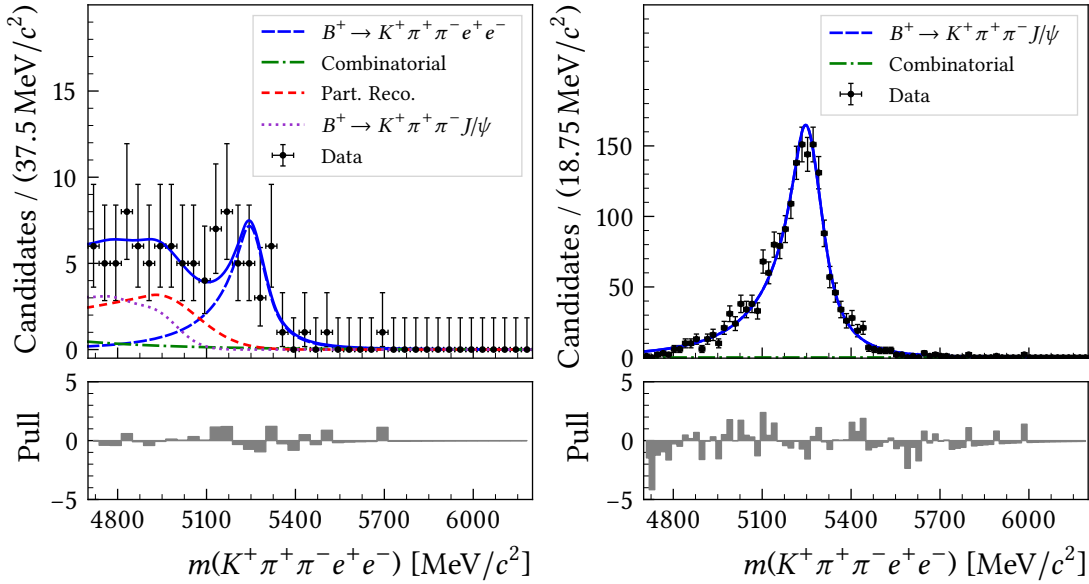 Candidates / (37.5 MeV/c²)
15
10
5
0
B⁺ → K⁺π⁺π⁻e⁺e⁻
Combinatorial
Part. Reco.
B⁺ → K⁺π⁺π⁻J/ψ
Data
Pull
5
0
−5
4800 5100 5400 5700 6000
m(K⁺π⁺π⁻e⁺e⁻) [MeV/c²]
Candidates / (18.75 MeV/c²)
150
100
50
0
B⁺ → K⁺π⁺π⁻J/ψ
Combinatorial
Data
Pull
5
0
−5
4800 5100 5400 5700 6000
m(K⁺π⁺π⁻e⁺e⁻) [MeV/c²]